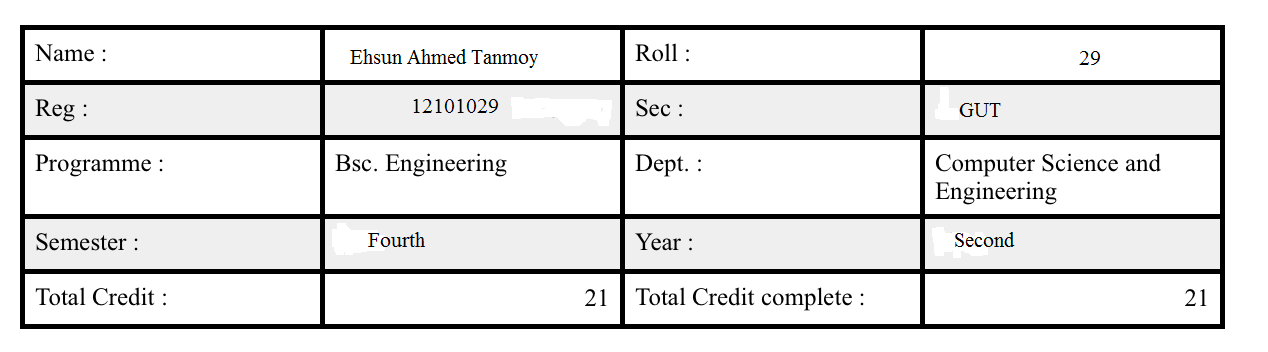 Name : Ehsun Ahmed Tanmoy Roll : 29
Reg : 12101029 Sec : GUT
Programme : Bsc. Engineering Dept. : Computer Science and
Engineering
Semester : Fourth Year : Second
Total Credit : 21 Total Credit complete : 21